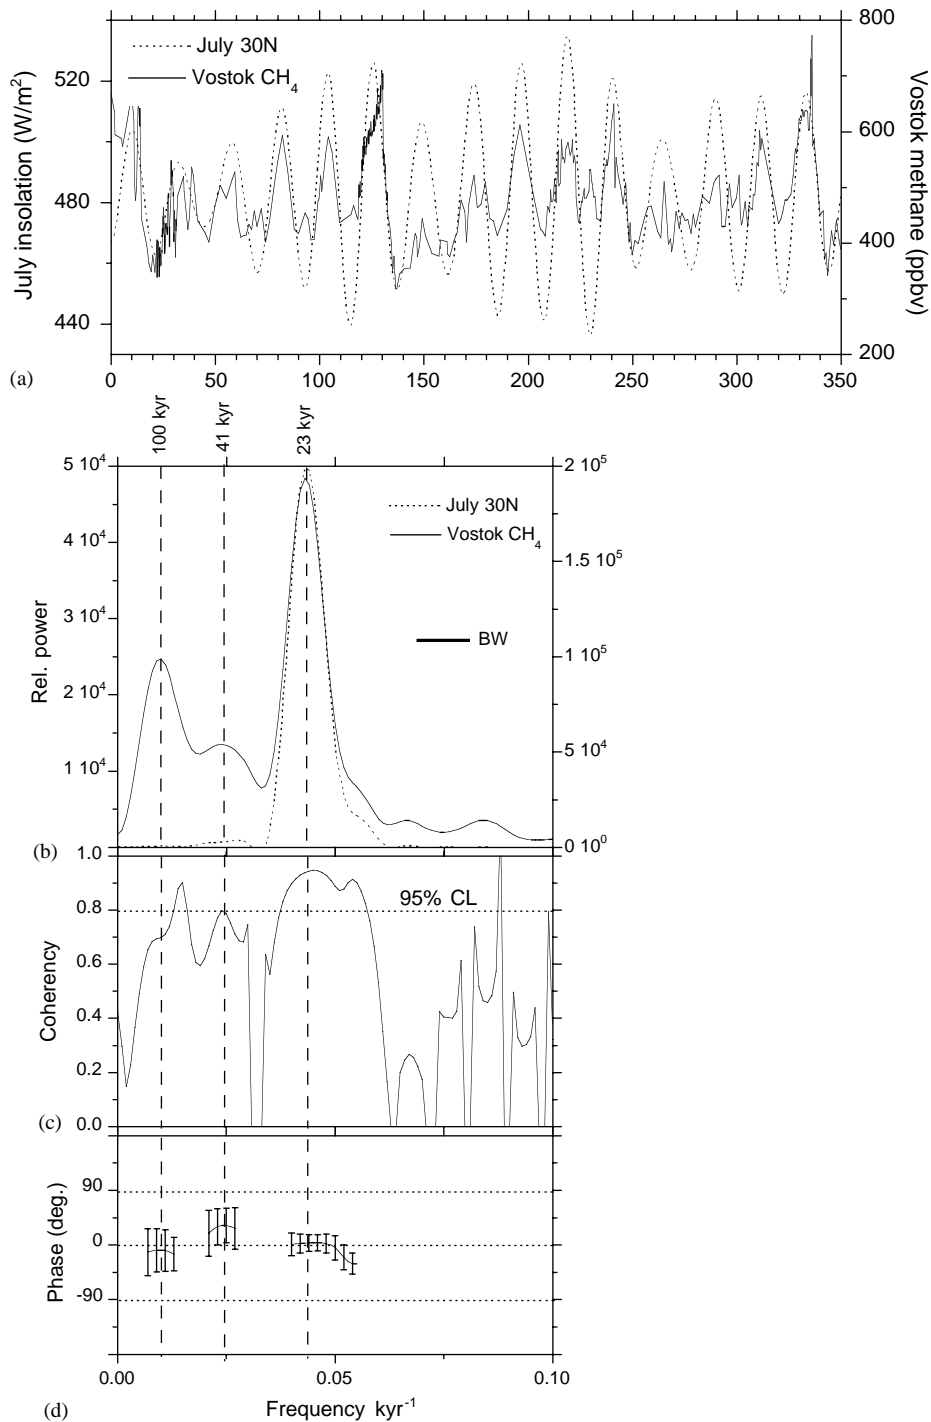 July 30N
Vostok CH4
July insolation (W/m2)
520
480
440
800
600
400
200
Vostok methane (ppbv)
(a)
0 50 100 150 200 250 300 350
100 kyr
41 kyr
23 kyr
5 10^4
4 10^4
3 10^4
2 10^4
1 10^4
Rel. power
2 10^5
1.5 10^5
1 10^5
5 10^4
0 10^0
July 30N
Vostok CH4
BW
(b)
1.0
0.8
0.6
0.4
0.2
0.0
Coherency
95% CL
(c)
90
0
-90
Phase (deg.)
0.00 0.05 0.10
(d)
Frequency kyr-1